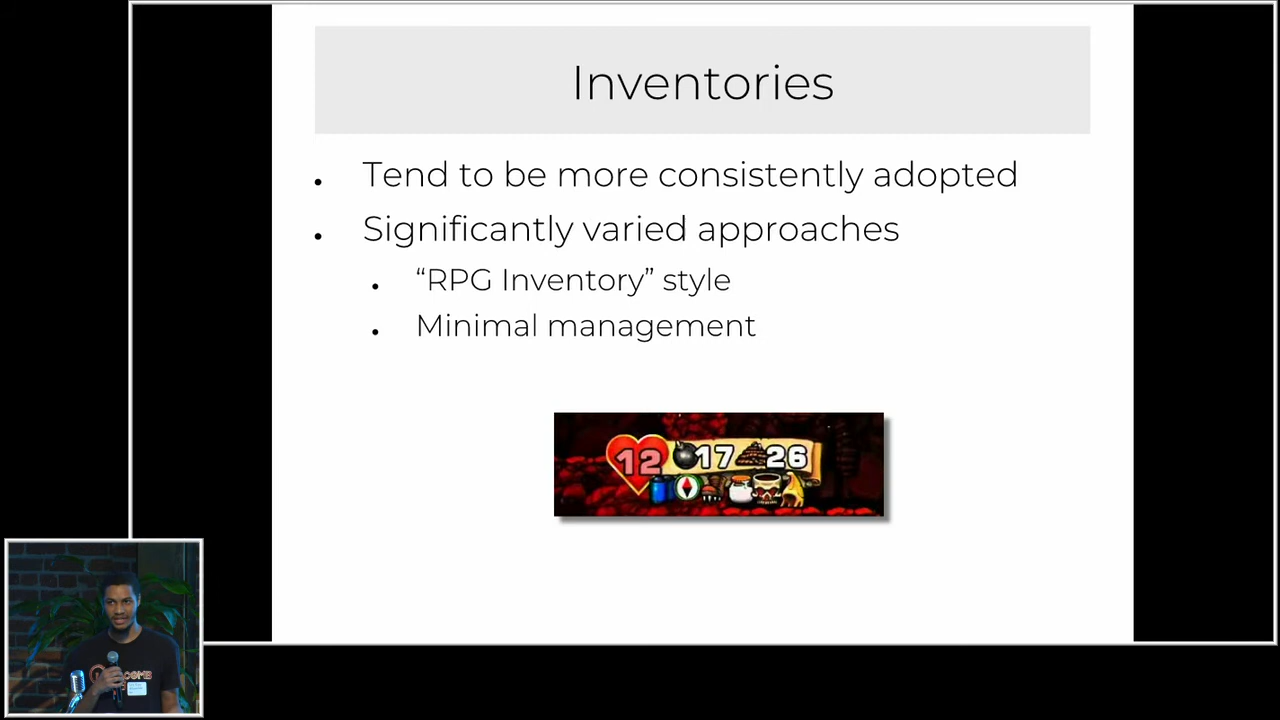 Inventories
• Tend to be more consistently adopted
• Significantly varied approaches
• “RPG Inventory” style
• Minimal management
12 17 26